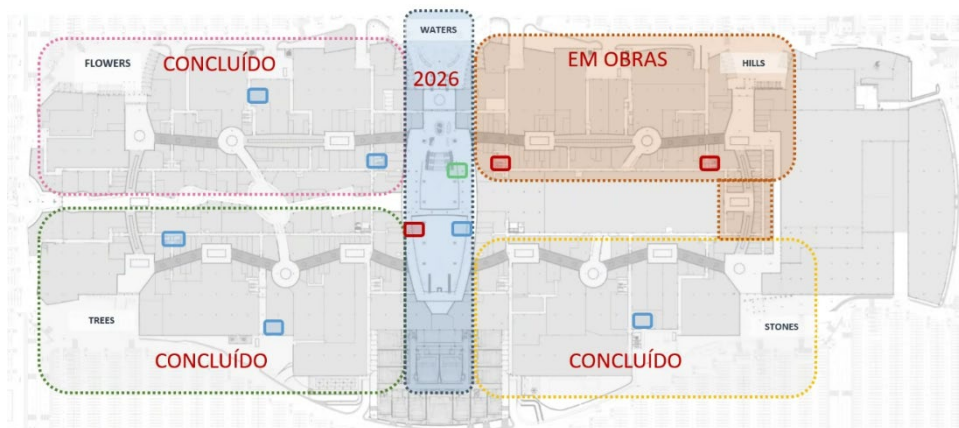 WATERS
FLOWERS
CONCLUÍDO
2026
EM OBRAS
HILLS
TREES
CONCLUÍDO
CONCLUÍDO
STONES